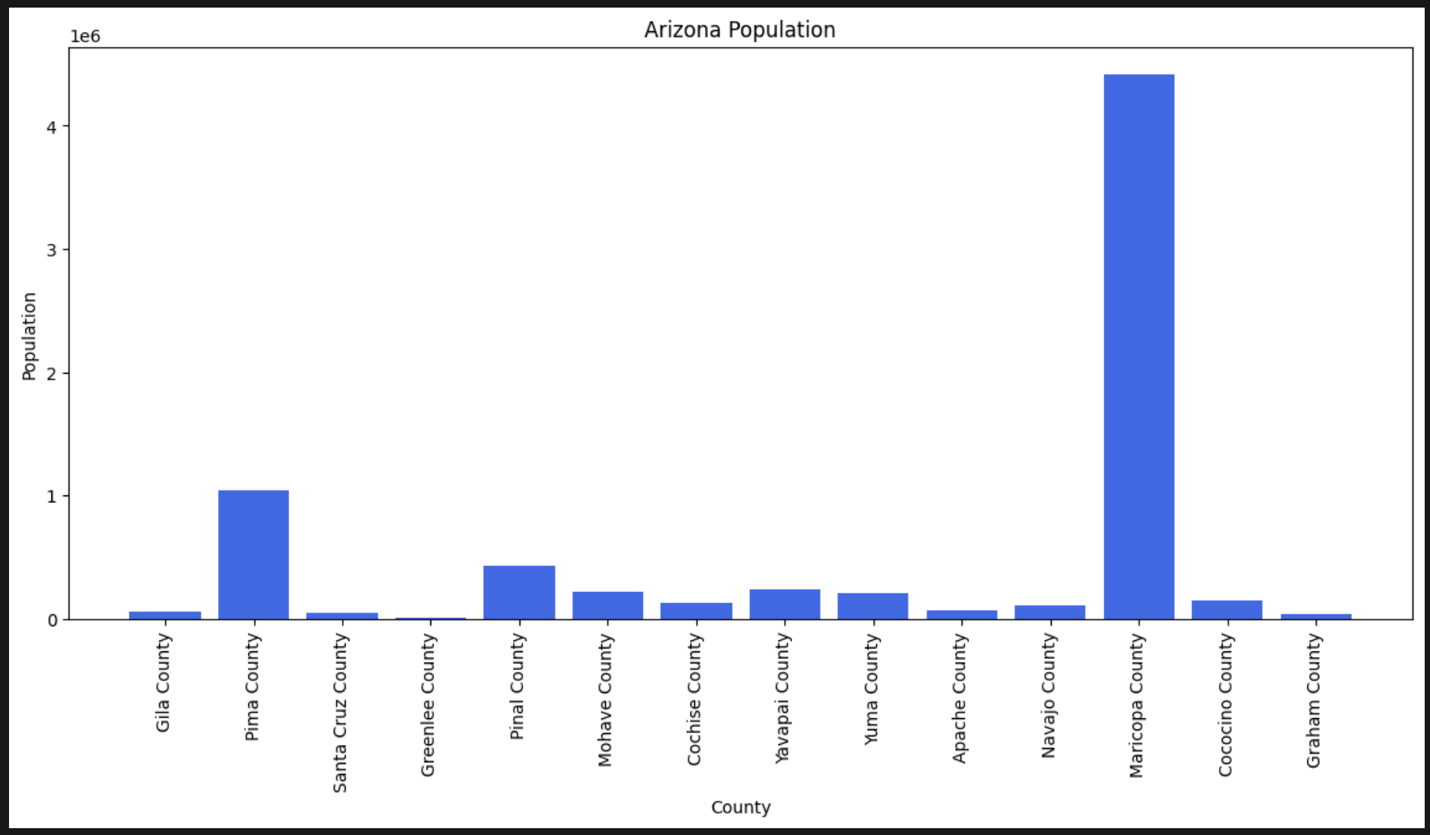 Arizona Population
1e6
4
3
2
1
0
Population
Gila County
Pima County
Santa Cruz County
Greenlee County
Pinal County
Mohave County
Cochise County
Yavapai County
Yuma County
Apache County
Navajo County
Maricopa County
Cococino County
Graham County
County